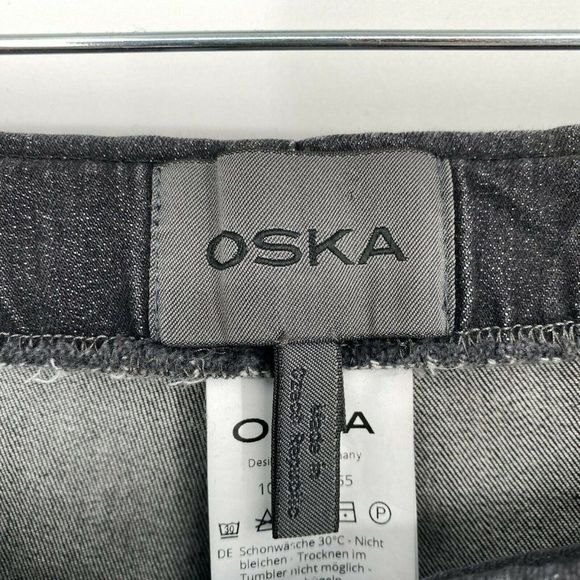 OSKA
Made in
Czech Republic
O A
Desi any
10 55
30 P
DE Schonwäsche 30°C - Nicht
bleichen - Trocknen im
Tumbler nicht möglich -